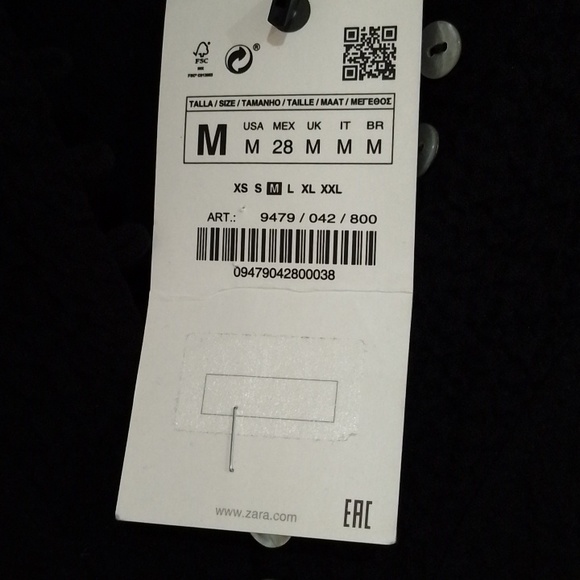 FSC
®
TALLA / SIZE / TAMANHO / TAILLE / MAAT / ΜΕΓΕΘΟΣ
M
USA MEX UK IT BR
M 28 M M M
XS S M L XL XXL
ART.: 9479 / 042 / 800
09479042800038
www.zara.com
EAC